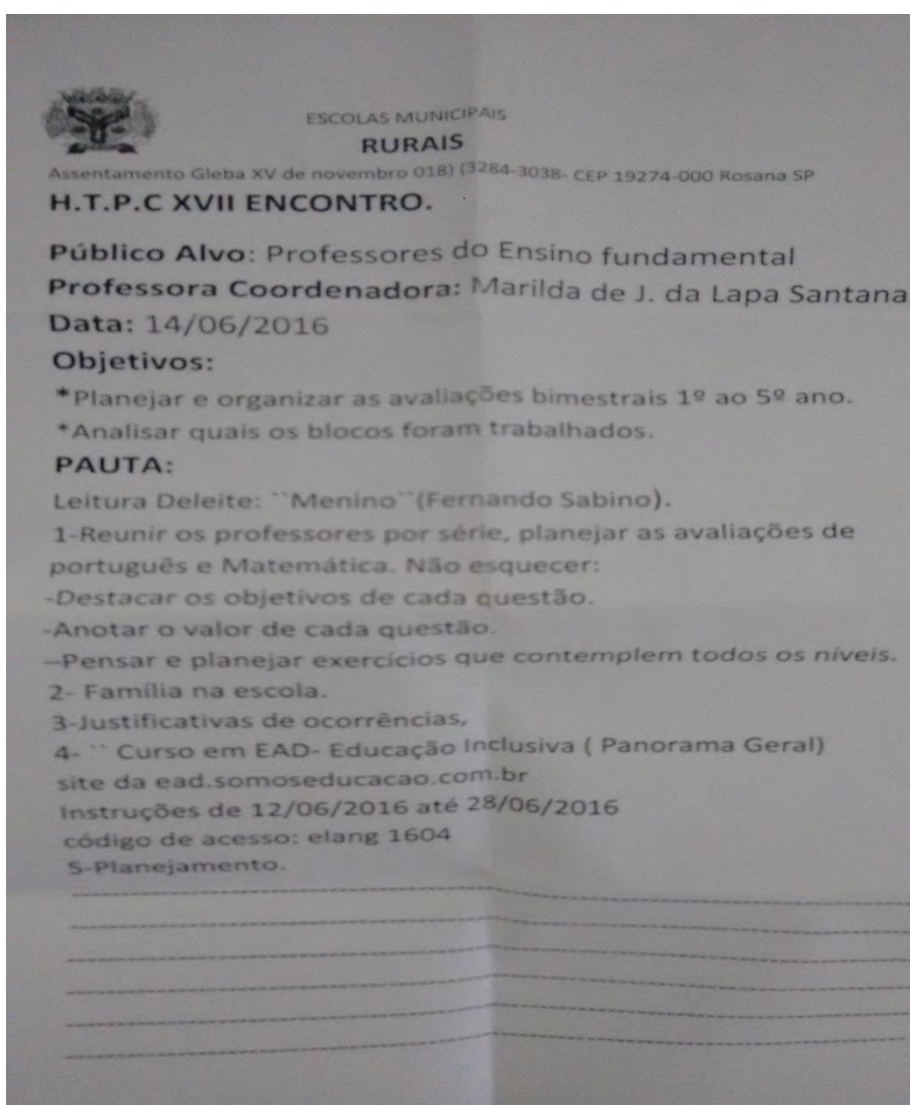 ESCOLAS MUNICIPAIS
RURAIS
Assentamento Gleba XV de novembro 018) (3284-3038- CEP 19274-000 Rosana SP
H.T.P.C XVII ENCONTRO.
Público Alvo: Professores do Ensino fundamental
Professora Coordenadora: Marilda de J. da Lapa Santana
Data: 14/06/2016
Objetivos:
*Planejar e organizar as avaliações bimestrais 1º ao 5º ano.
*Analisar quais os blocos foram trabalhados.
PAUTA:
Leitura Deleite: ``Menino``(Fernando Sabino).
1-Reunir os professores por série, planejar as avaliações de
português e Matemática. Não esquecer:
-Destacar os objetivos de cada questão.
-Anotar o valor de cada questão.
--Pensar e planejar exercícios que contemplem todos os níveis.
2- Família na escola.
3-Justificativas de ocorrências,
4- `` Curso em EAD- Educação Inclusiva ( Panorama Geral)
site da ead.somoseducacao.com.br
Instruções de 12/06/2016 até 28/06/2016
código de acesso: elang 1604
5-Planejamento.